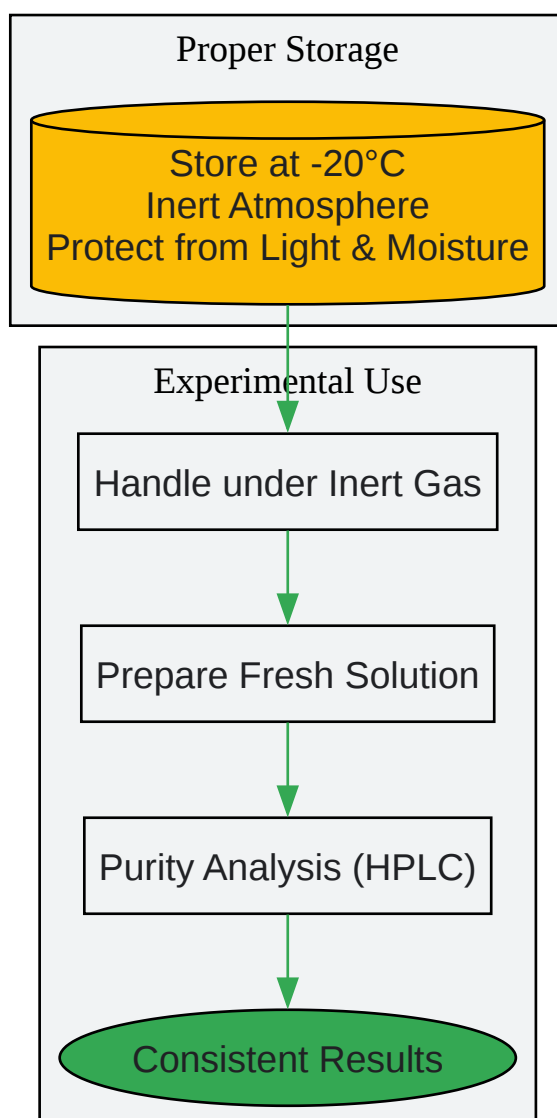 Proper Storage
Store at -20°C
Inert Atmosphere
Protect from Light & Moisture
Experimental Use
Handle under Inert Gas
Prepare Fresh Solution
Purity Analysis (HPLC)
Consistent Results